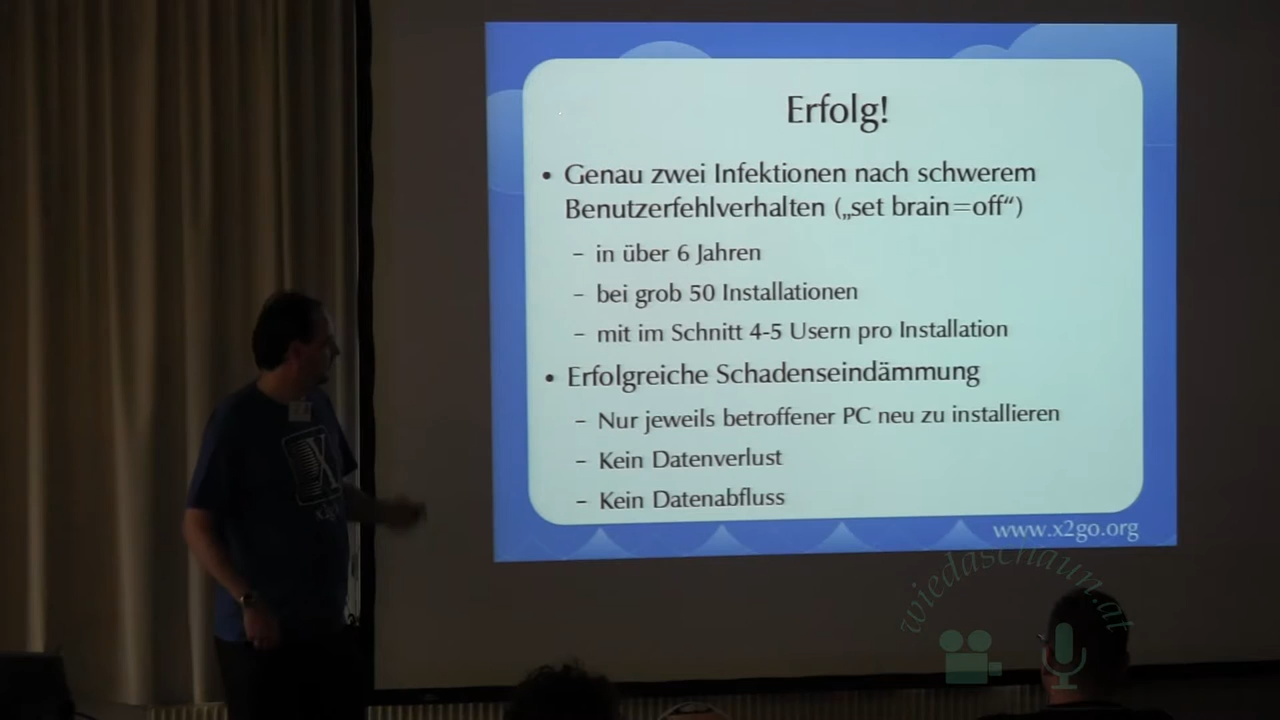 Erfolg!
• Genau zwei Infektionen nach schwerem
Benutzerfehlverhalten („set brain=off“)
– in über 6 Jahren
– bei grob 50 Installationen
– mit im Schnitt 4-5 Usern pro Installation
• Erfolgreiche Schadenseindämmung
– Nur jeweils betroffener PC neu zu installieren
– Kein Datenverlust
– Kein Datenabfluss
www.x2go.org
wiedaschaun.at
X